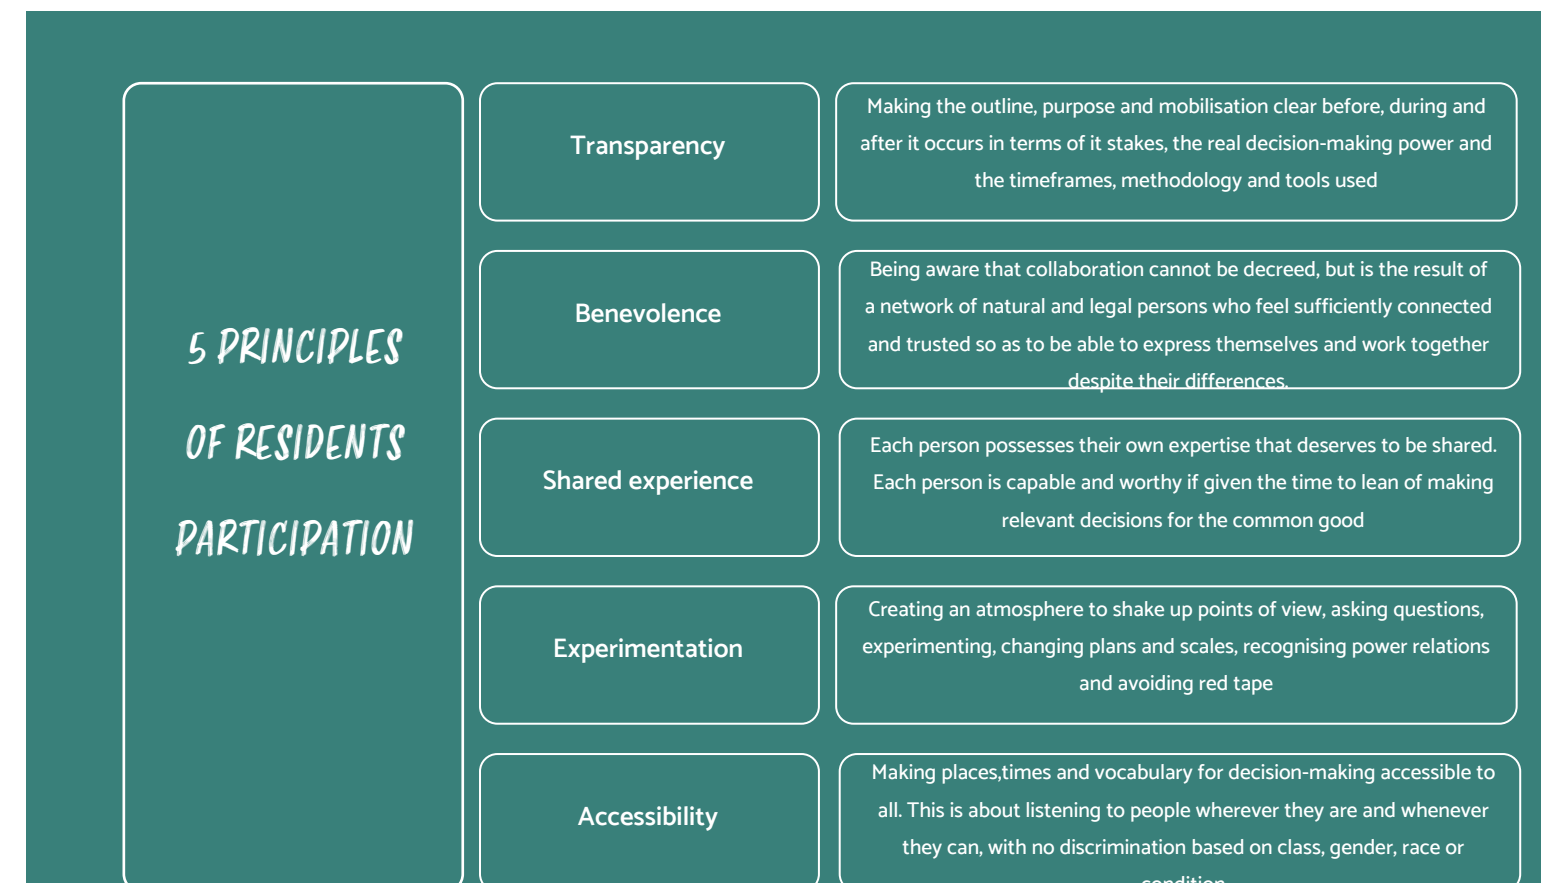 5 PRINCIPLES
OF RESIDENTS
PARTICIPATION
Transparency
Making the outline, purpose and mobilisation clear before, during and
after it occurs in terms of it stakes, the real decision-making power and
the timeframes, methodology and tools used
Benevolence
Being aware that collaboration cannot be decreed, but is the result of
a network of natural and legal persons who feel sufficiently connected
and trusted so as to be able to express themselves and work together
despite their differences.
Shared experience
Each person possesses their own expertise that deserves to be shared.
Each person is capable and worthy if given the time to lean of making
relevant decisions for the common good
Experimentation
Creating an atmosphere to shake up points of view, asking questions,
experimenting, changing plans and scales, recognising power relations
and avoiding red tape
Accessibility
Making places,times and vocabulary for decision-making accessible to
all. This is about listening to people wherever they are and whenever
they can, with no discrimination based on class, gender, race or
condition